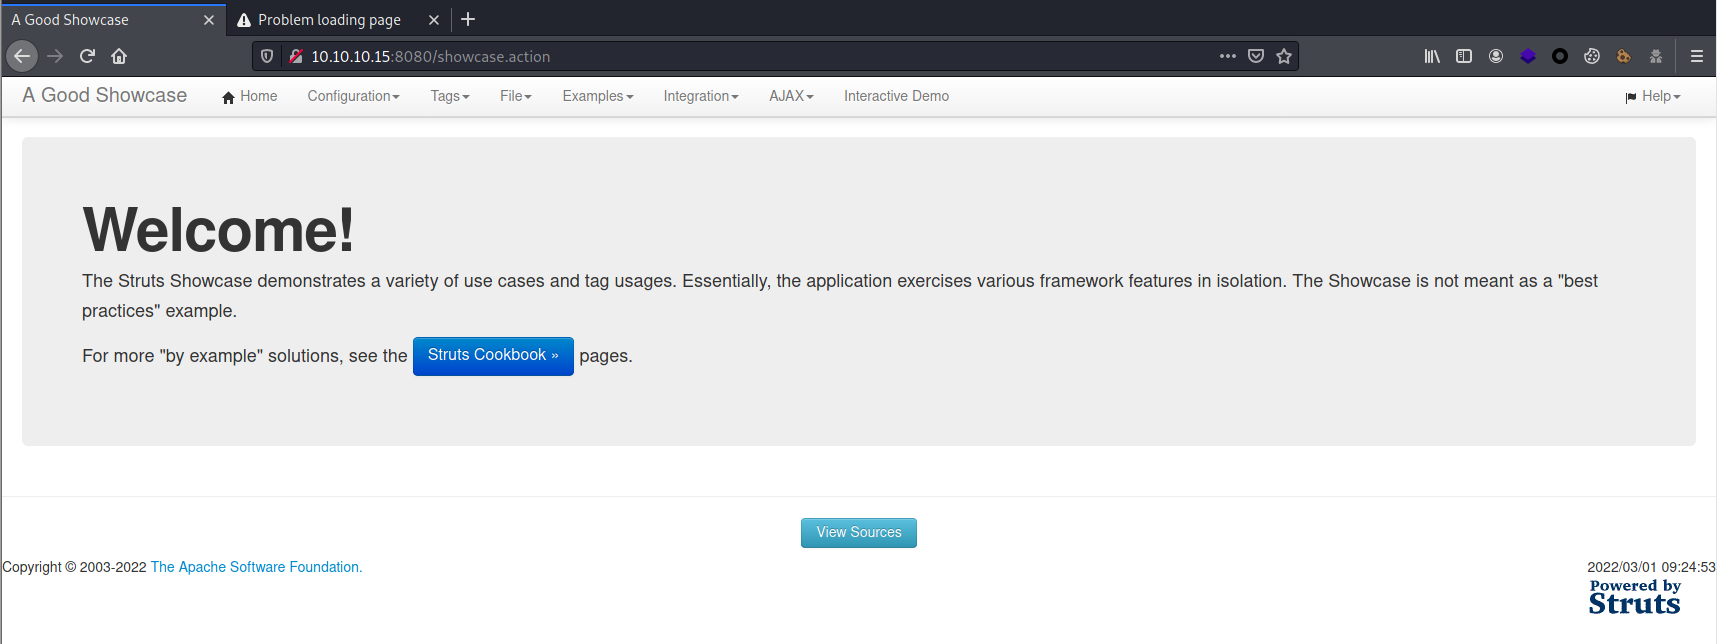 A Good Showcase
Problem loading page
10.10.10.15:8080/showcase.action
A Good Showcase Home Configuration Tags File Examples Integration AJAX Interactive Demo Help
Welcome!
The Struts Showcase demonstrates a variety of use cases and tag usages. Essentially, the application exercises various framework features in isolation. The Showcase is not meant as a "best
practices" example.
For more "by example" solutions, see the Struts Cookbook » pages.
View Sources
Copyright © 2003-2022 The Apache Software Foundation.
2022/03/01 09:24:53
Powered by
Struts